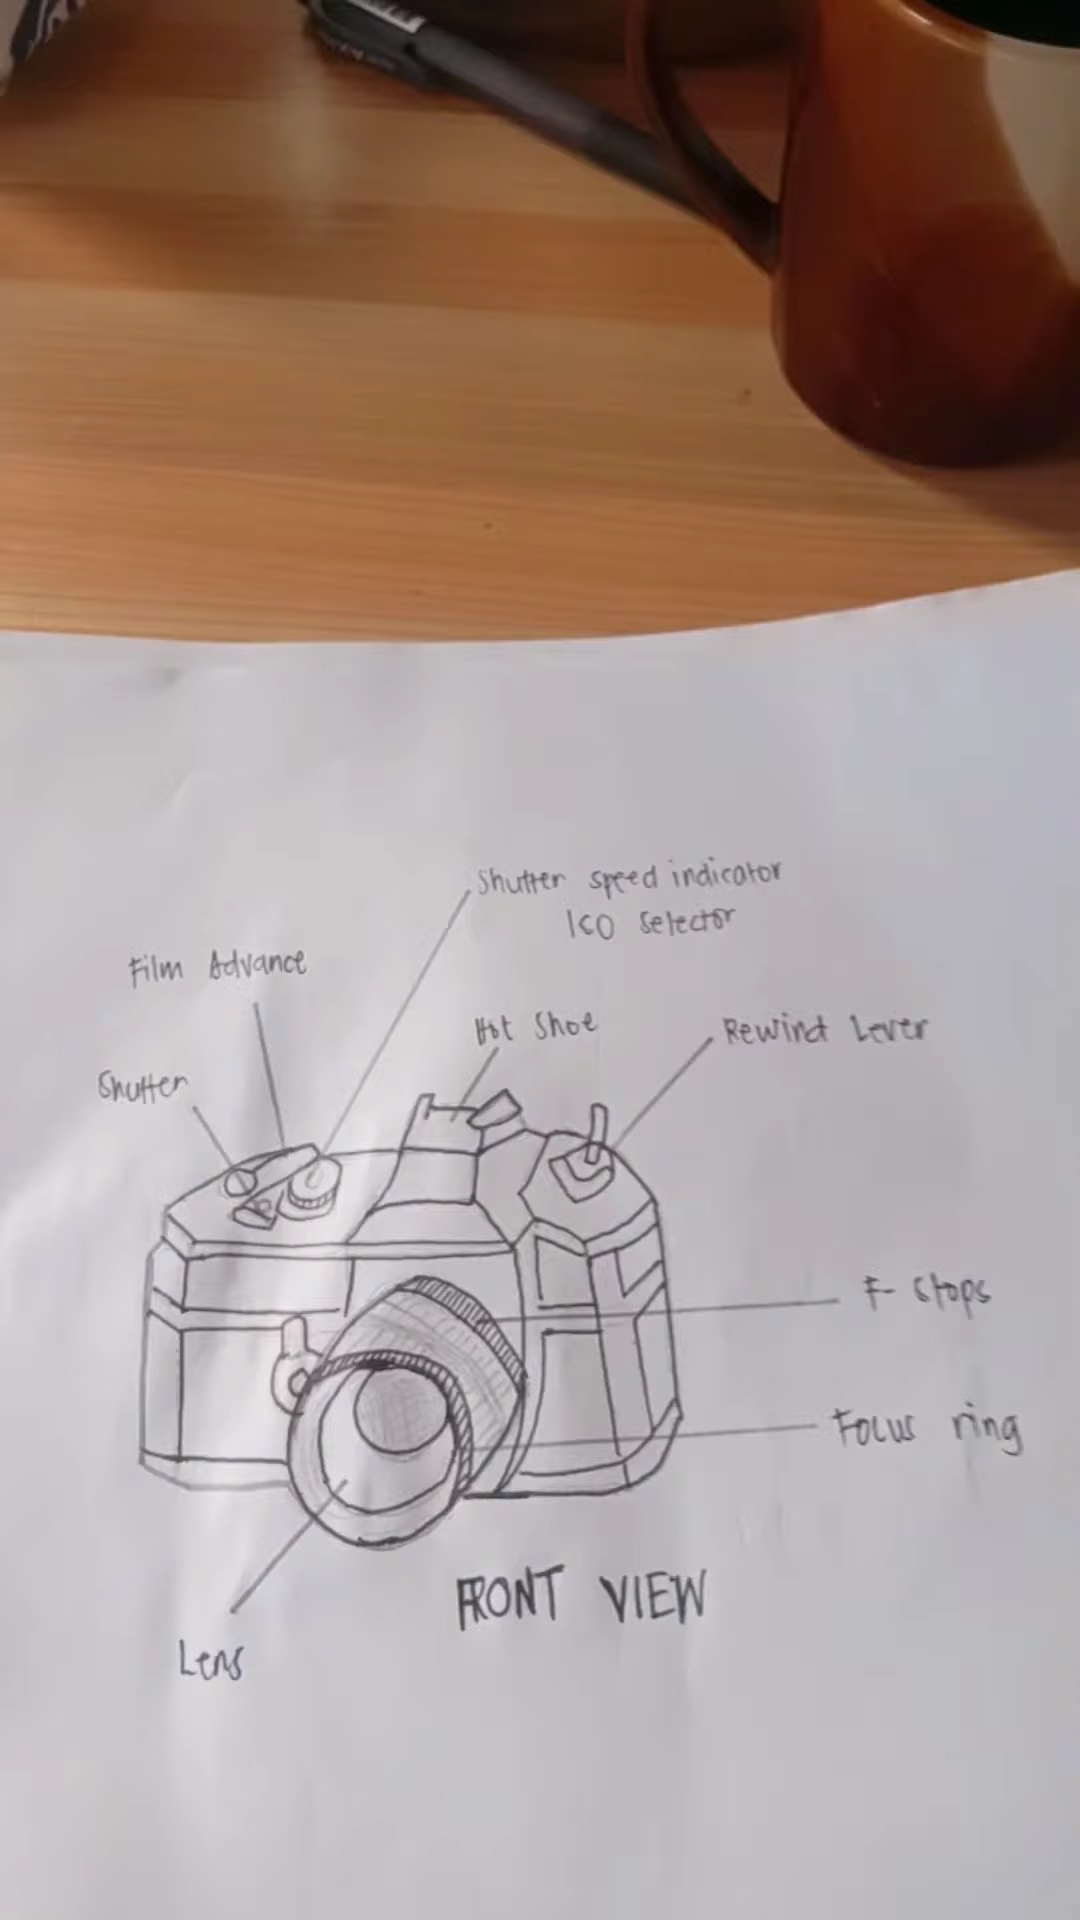 Shutter speed indicator
ISO selector
Film Advance
Hot Shoe
Rewind Lever
Shutter
F- Stops
Focus ring
FRONT VIEW
Lens